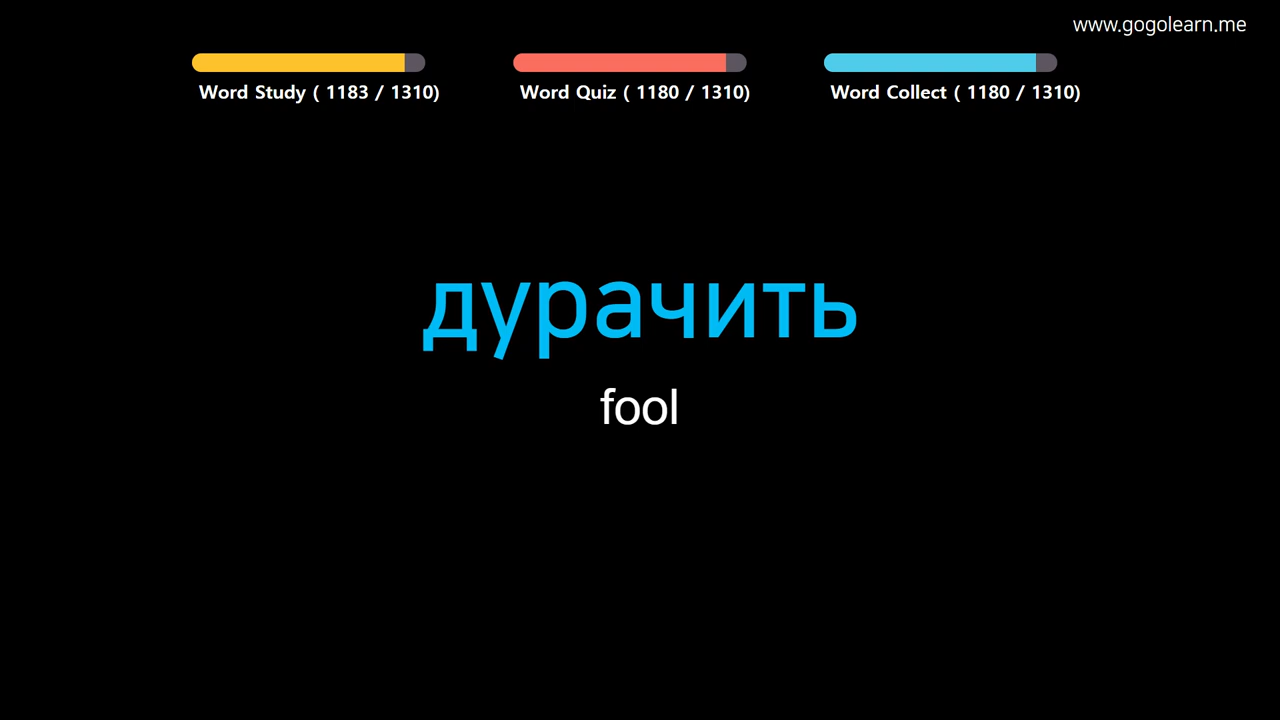 www.gogolearn.me
Word Study ( 1183 / 1310)
Word Quiz ( 1180 / 1310)
Word Collect ( 1180 / 1310)
дурачить
fool